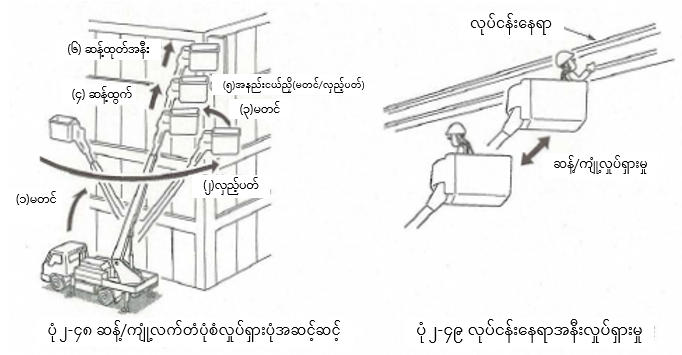 (၆) ဆန့်ထုတ်အနီး
(၅)အနည်းငယ်ညှိ(မတင်/လှည့်ပတ်)
(၄) ဆန့်ထွက်
(၃)မတင်
(၂)လှည့်ပတ်
(၁)မတင်
ပုံ ၂-၄၈ ဆန့်/ကျုံ့လက်တံပုံစံလှုပ်ရှားပုံအဆင့်ဆင့်
လုပ်ငန်းနေရာ
ဆန့်/ကျုံ့လှုပ်ရှားမှု
ပုံ ၂-၄၉ လုပ်ငန်းနေရာအနီးလှုပ်ရှားမှု